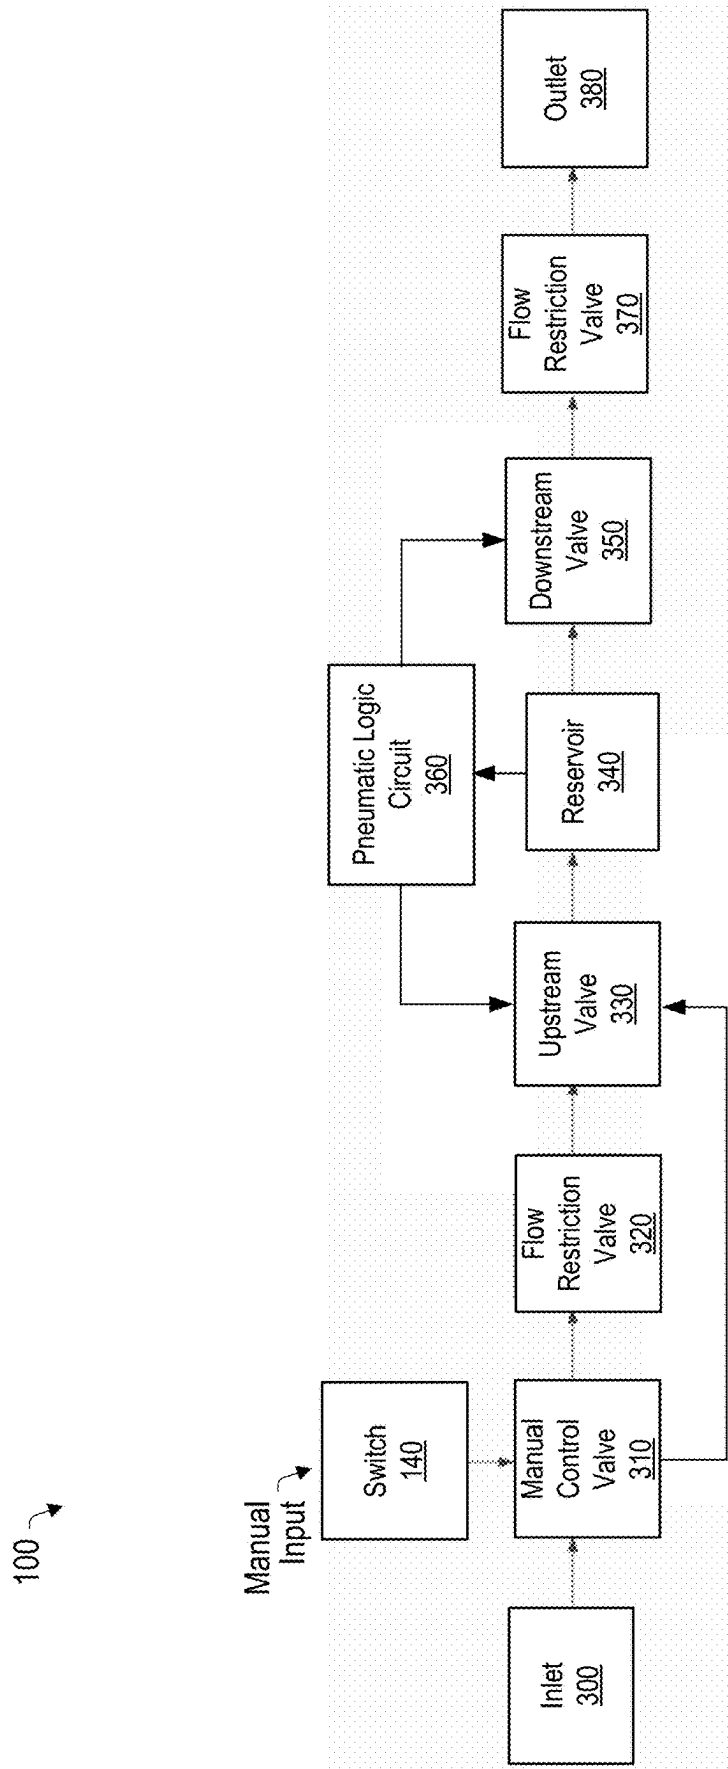 100
Manual
Input
Switch
140
Pneumatic Logic
Circuit
360
Inlet
300
Manual
Control
Valve
310
Flow
Restriction
Valve
320
Upstream
Valve
330
Reservoir
340
Downstream
Valve
350
Flow
Restriction
Valve
370
Outlet
380